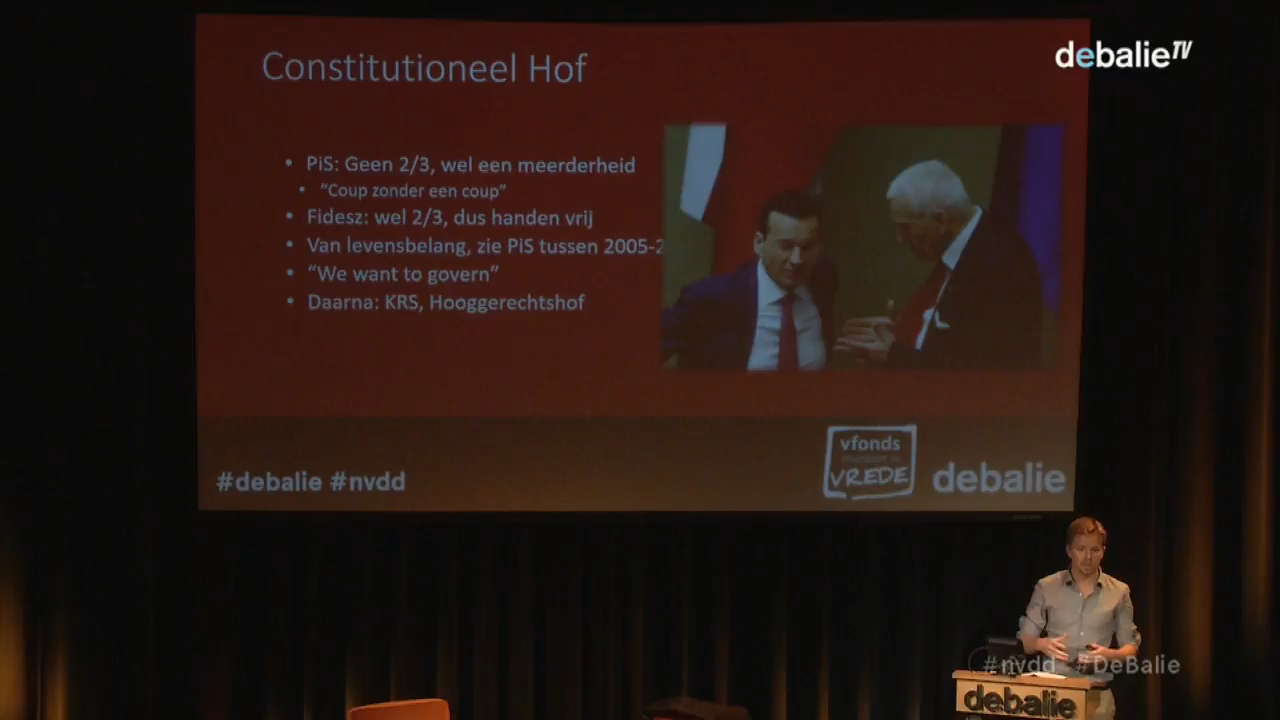 Constitutioneel Hof
debalieTV
• PiS: Geen 2/3, wel een meerderheid
• "Coup zonder een coup"
• Fidesz: wel 2/3, dus handen vrij
• Van levensbelang, zie PiS tussen 2005-2
• "We want to govern"
• Daarna: KRS, Hooggerechtshof
vfonds
VREDE
#debalie #nvdd
debalie
#nvdd #DeBalie
debalie